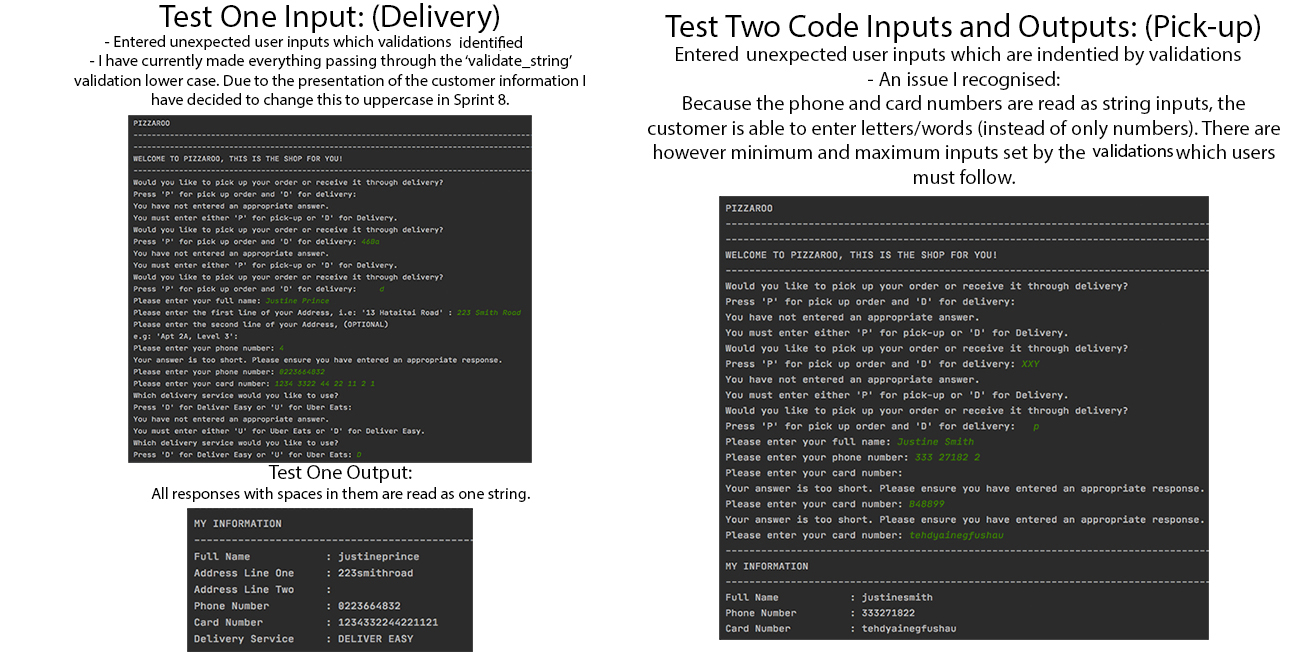 Test One Input: (Delivery)
- Entered unexpected user inputs which validations identified
- I have currently made everything passing through the ‘validate_string’
validation lower case. Due to the presentation of the customer information I
have decided to change this to uppercase in Sprint 8.
PIZZAROO
--------------------------------------------------------------------------------
--------------------------------------------------------------------------------
WELCOME TO PIZZAROO, THIS IS THE SHOP FOR YOU!
--------------------------------------------------------------------------------
Would you like to pick up your order or receive it through delivery?
Press 'P' for pick up order and 'D' for delivery:
You have not entered an appropriate answer.
You must enter either 'P' for pick-up or 'D' for Delivery.
Would you like to pick up your order or receive it through delivery?
Press 'P' for pick up order and 'D' for delivery: 460a
You have not entered an appropriate answer.
You must enter either 'P' for pick-up or 'D' for Delivery.
Would you like to pick up your order or receive it through delivery?
Press 'P' for pick up order and 'D' for delivery:     d
Please enter your full name: Justine Prince
Please enter the first line of your Address, i.e: '13 Hataitai Road' : 223 Smith Road
Please enter the second line of your Address, (OPTIONAL)
e.g: 'Apt 2A, Level 3':
Please enter your phone number: 4
Your answer is too short. Please ensure you have entered an appropriate response.
Please enter your phone number: 0223664832
Please enter your card number: 1234 3322 44 22 11 2 1
Which delivery service would you like to use?
Press 'D' for Deliver Easy or 'U' for Uber Eats:
You have not entered an appropriate answer.
You must enter either 'U' for Uber Eats or 'D' for Deliver Easy.
Which delivery service would you like to use?
Press 'D' for Deliver Easy or 'U' for Uber Eats: D
Test One Output:
All responses with spaces in them are read as one string.
MY INFORMATION
--------------------------------------------------
Full Name : justineprince
Address Line One : 223smithroad
Address Line Two :
Phone Number : 0223664832
Card Number : 1234332244221121
Delivery Service : DELIVER EASY
Test Two Code Inputs and Outputs: (Pick-up)
Entered unexpected user inputs which are indentied by validations
- An issue I recognised:
Because the phone and card numbers are read as string inputs, the
customer is able to enter letters/words (instead of only numbers). There are
however minimum and maximum inputs set by the validations which users
must follow.
PIZZAROO
--------------------------------------------------------------------------------
--------------------------------------------------------------------------------
WELCOME TO PIZZAROO, THIS IS THE SHOP FOR YOU!
--------------------------------------------------------------------------------
Would you like to pick up your order or receive it through delivery?
Press 'P' for pick up order and 'D' for delivery:
You have not entered an appropriate answer.
You must enter either 'P' for pick-up or 'D' for Delivery.
Would you like to pick up your order or receive it through delivery?
Press 'P' for pick up order and 'D' for delivery: XXY
You have not entered an appropriate answer.
You must enter either 'P' for pick-up or 'D' for Delivery.
Would you like to pick up your order or receive it through delivery?
Press 'P' for pick up order and 'D' for delivery:   p
Please enter your full name: Justine Smith
Please enter your phone number: 333 27182 2
Please enter your card number:
Your answer is too short. Please ensure you have entered an appropriate response.
Please enter your card number: B48899
Your answer is too short. Please ensure you have entered an appropriate response.
Please enter your card number: tehdyainegfushau
--------------------------------------------------------------------------------
MY INFORMATION
--------------------------------------------------------------------------------
Full Name : justinesmith
Phone Number : 333271822
Card Number : tehdyainegfushau